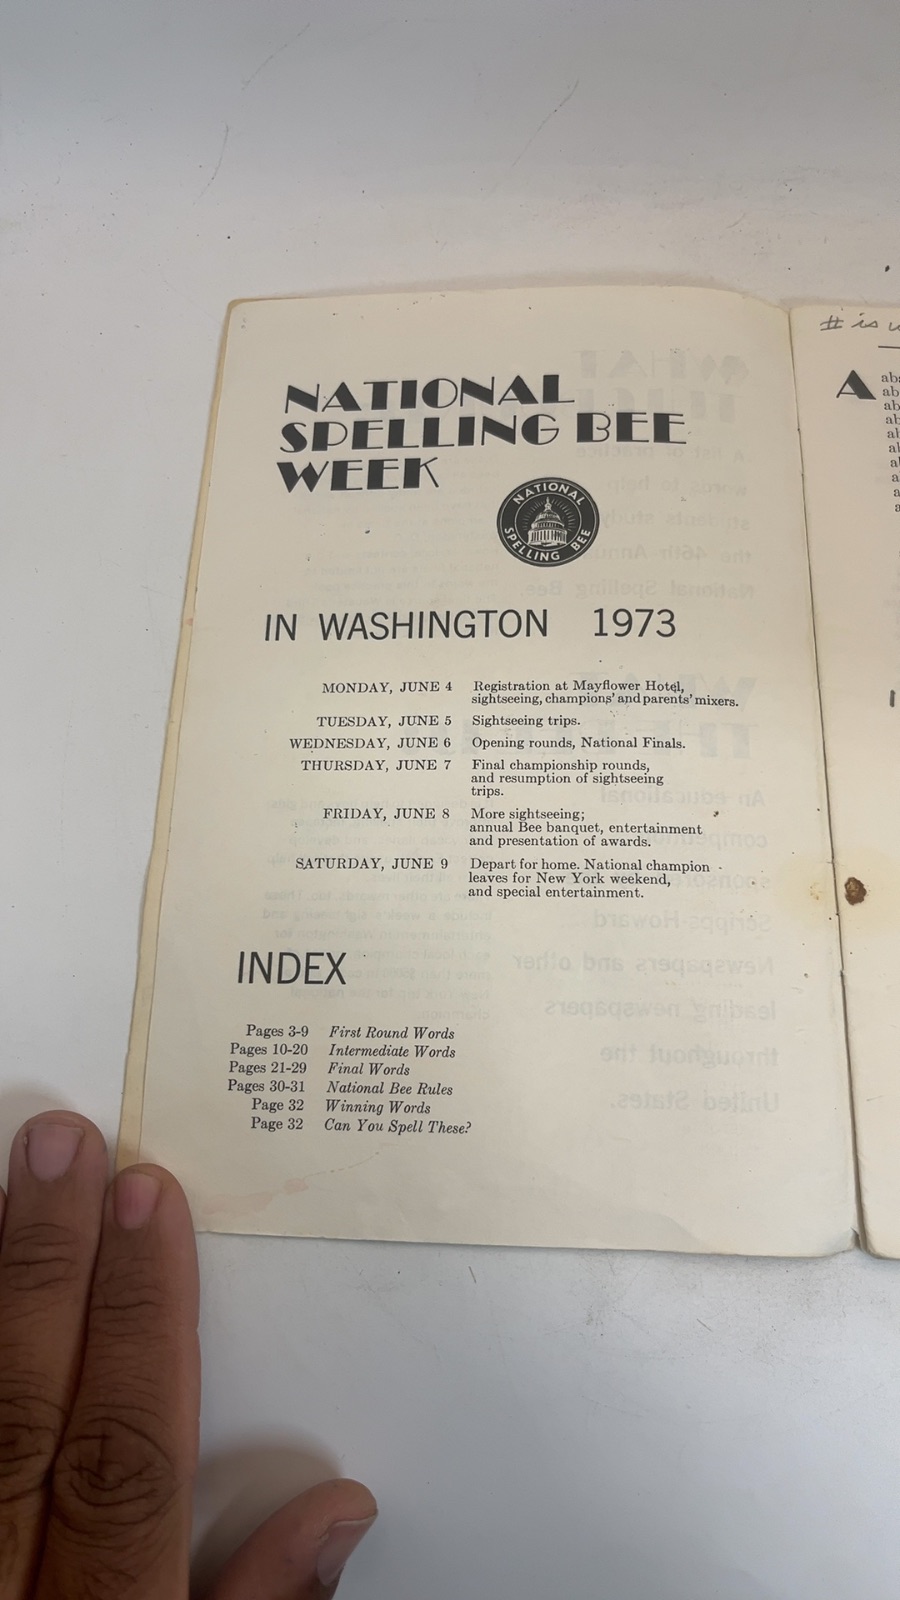 NATIONAL
SPELLING BEE
WEEK
NATIONAL
SPELLING BEE
IN WASHINGTON 1973
MONDAY, JUNE 4 Registration at Mayflower Hotel,
sightseeing, champions' and parents' mixers.
TUESDAY, JUNE 5 Sightseeing trips.
WEDNESDAY, JUNE 6 Opening rounds, National Finals.
THURSDAY, JUNE 7 Final championship rounds,
and resumption of sightseeing
trips.
FRIDAY, JUNE 8 More sightseeing;
annual Bee banquet, entertainment
and presentation of awards.
SATURDAY, JUNE 9 Depart for home. National champion
leaves for New York weekend,
and special entertainment.
INDEX
Pages 3-9 First Round Words
Pages 10-20 Intermediate Words
Pages 21-29 Final Words
Pages 30-31 National Bee Rules
Page 32 Winning Words
Page 32 Can You Spell These?
# is
A